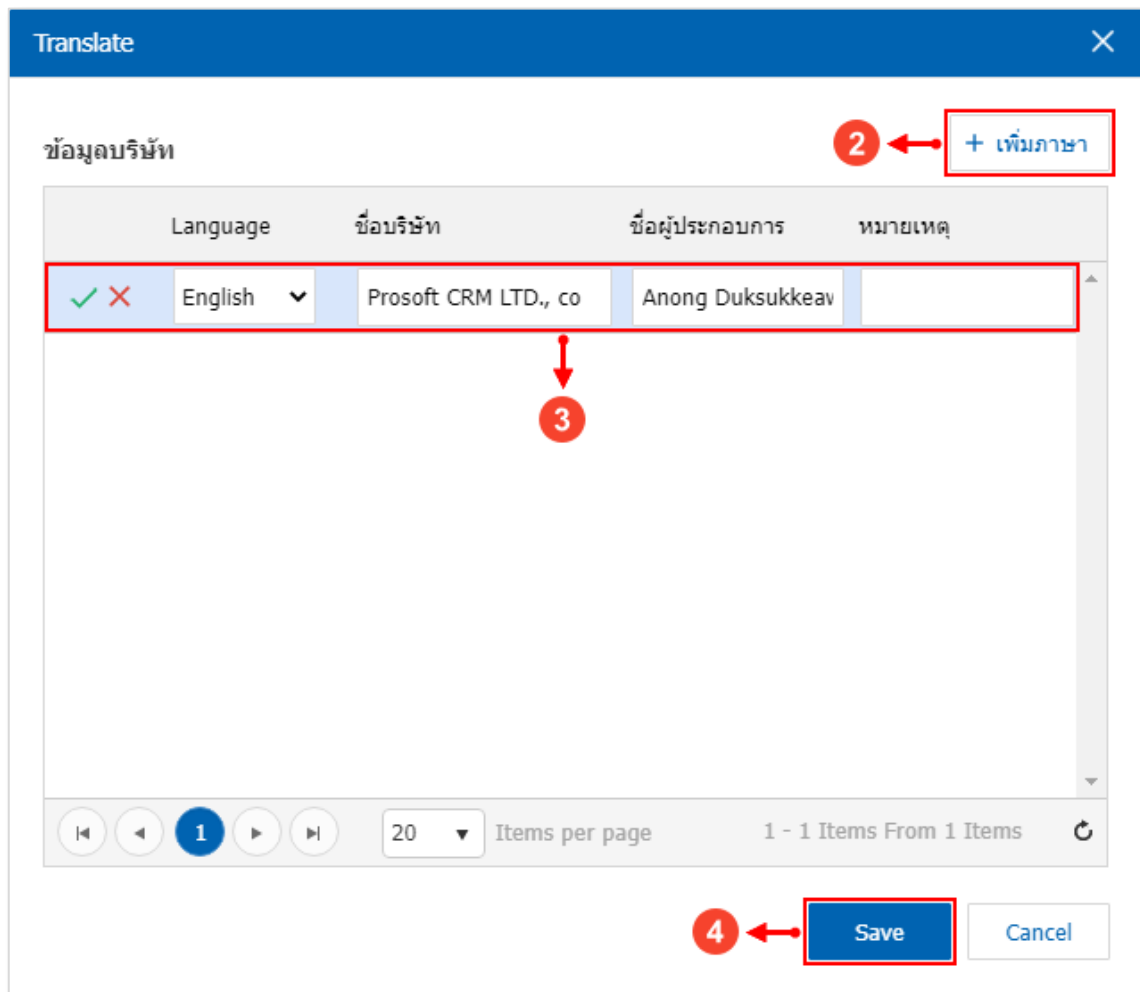 Translate
ข้อมูลบริษัท
2
+ เพิ่มภาษา
Language ชื่อบริษัท ชื่อผู้ประกอบการ หมายเหตุ
English Prosoft CRM LTD., co Anong Duksukkeav
3
1 20 Items per page 1 - 1 Items From 1 Items
4 Save Cancel